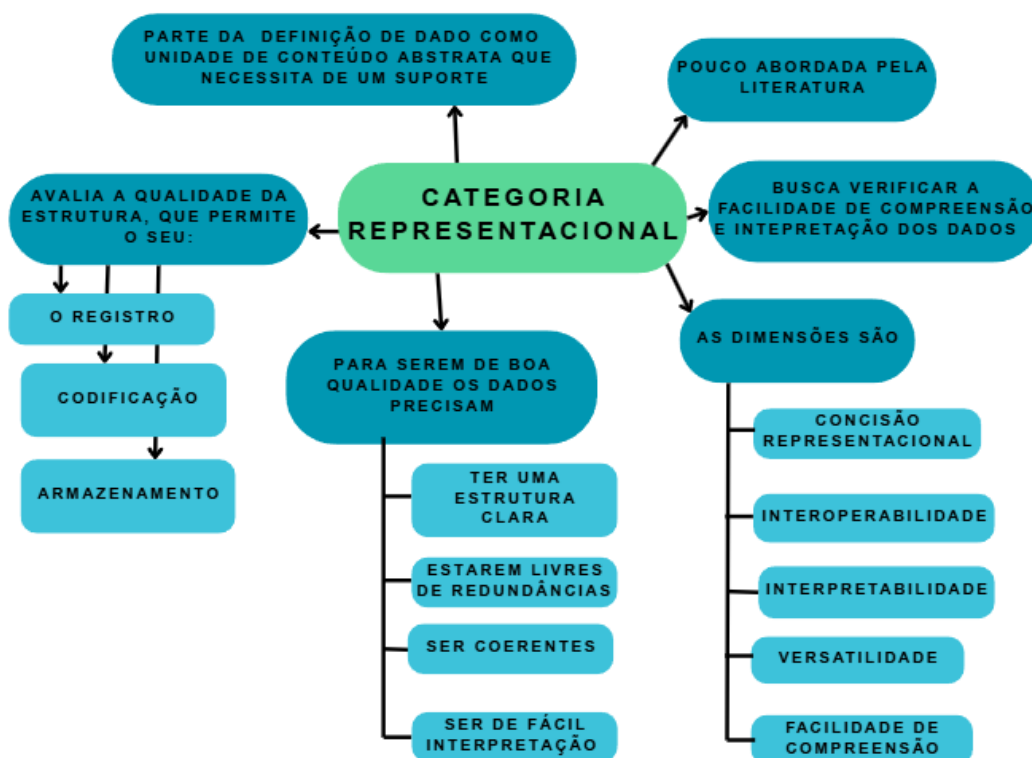 PARTE DA DEFINIÇÃO DE DADO COMO
UNIDADE DE CONTEÚDO ABSTRATA QUE
NECESSITA DE UM SUPORTE
POUCO ABORDADA PELA
LITERATURA
CATEGORIA
REPRESENTACIONAL
AVALIA A QUALIDADE DA
ESTRUTURA, QUE PERMITE
O SEU:
O REGISTRO
CODIFICAÇÃO
ARMAZENAMENTO
BUSCA VERIFICAR A
FACILIDADE DE COMPREENSÃO
E INTEPRETAÇÃO DOS DADOS
PARA SEREM DE BOA
QUALIDADE OS DADOS
PRECISAM
TER UMA
ESTRUTURA
CLARA
ESTAREM LIVRES
DE REDUNDÂNCIAS
SER COERENTES
SER DE FÁCIL
INTERPRETAÇÃO
AS DIMENSÕES SÃO
CONCISÃO
REPRESENTACIONAL
INTEROPERABILIDADE
INTERPRETABILIDADE
VERSATILIDADE
FACILIDADE DE
COMPREENSÃO